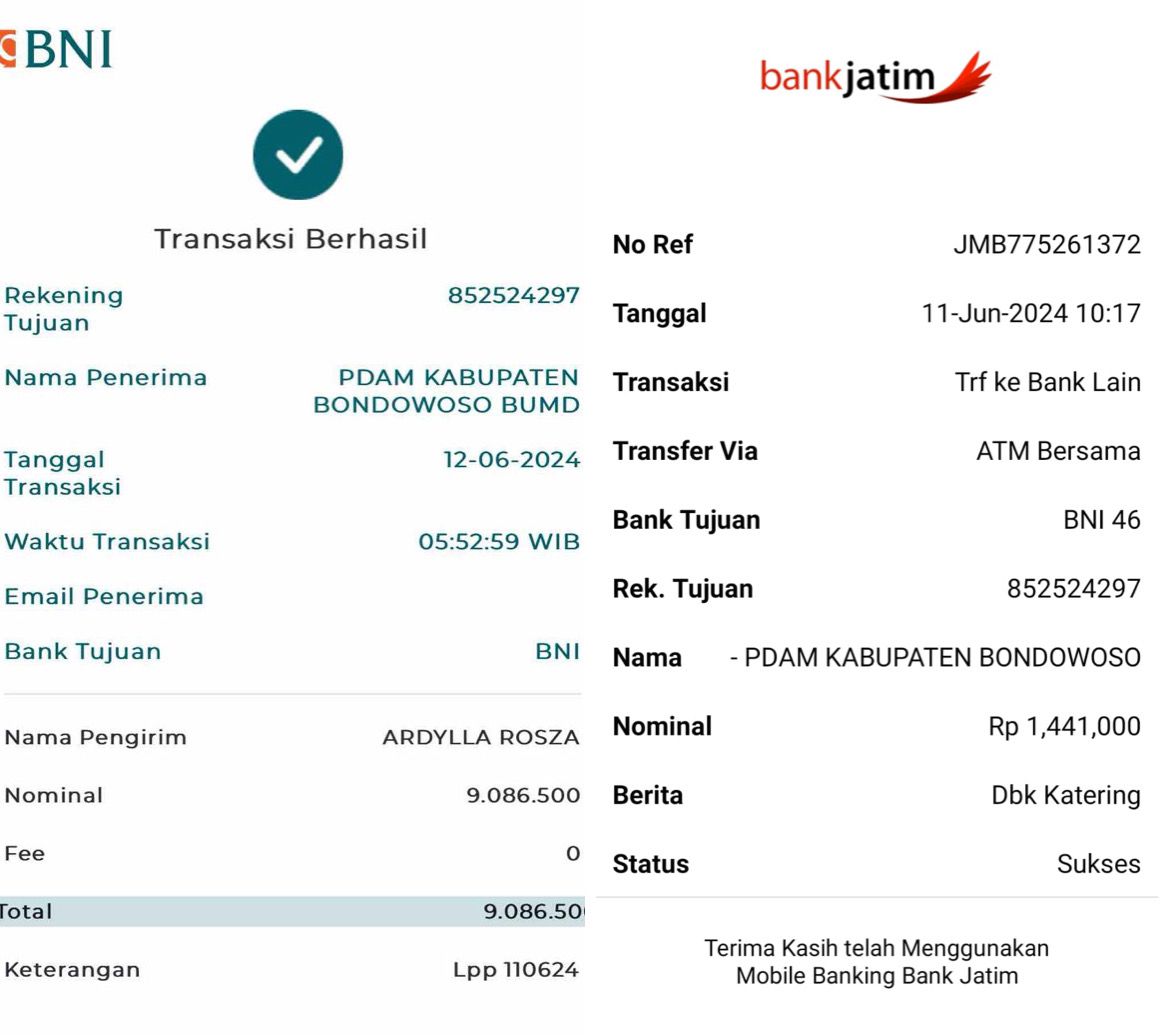 BNI
Transaksi Berhasil
Rekening Tujuan 852524297
Nama Penerima PDAM KABUPATEN BONDOWOSO BUMD
Tanggal Transaksi 12-06-2024
Waktu Transaksi 05:52:59 WIB
Email Penerima
Bank Tujuan BNI
Nama Pengirim ARDYLLA ROSZA
Nominal 9.086.500
Fee 0
Total 9.086.500
Keterangan Lpp 110624
bankjatim
No Ref JMB775261372
Tanggal 11-Jun-2024 10:17
Transaksi Trf ke Bank Lain
Transfer Via ATM Bersama
Bank Tujuan BNI 46
Rek. Tujuan 852524297
Nama - PDAM KABUPATEN BONDOWOSO
Nominal Rp 1,441,000
Berita Dbk Katering
Status Sukses
Terima Kasih telah Menggunakan
Mobile Banking Bank Jatim